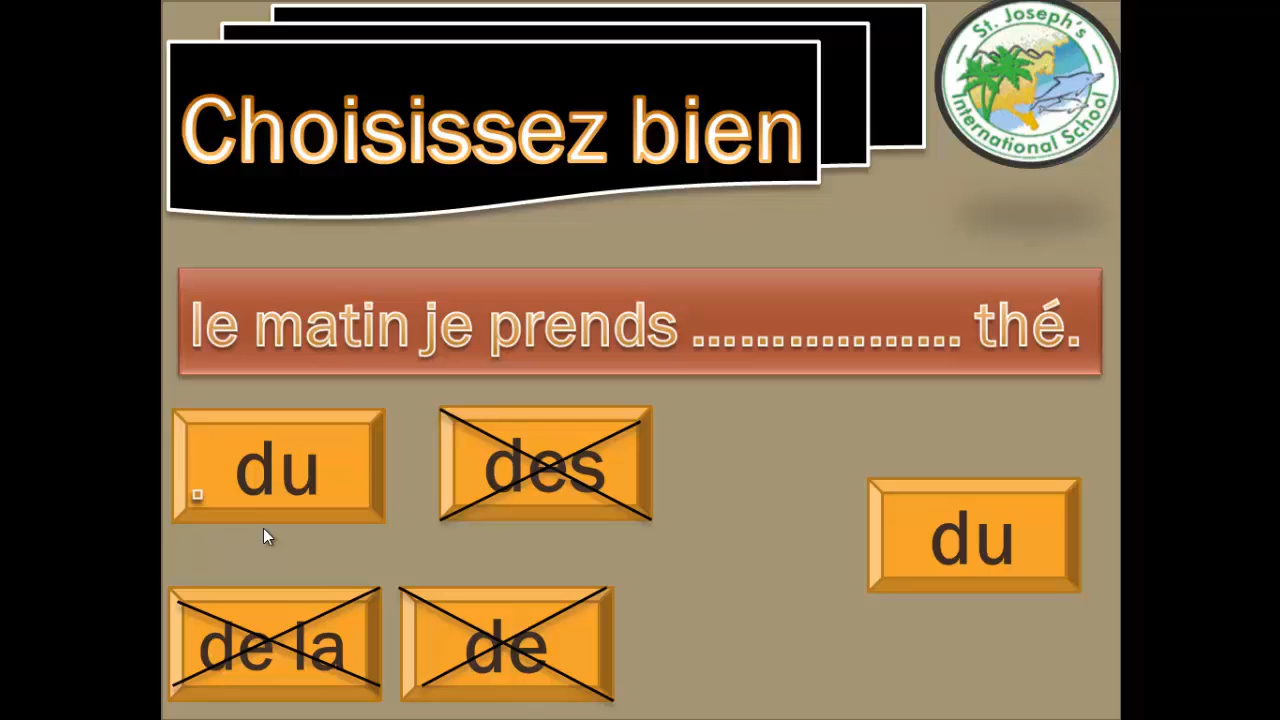 St. Joseph's
International School
Choisissez bien
le matin je prends ................. thé.
. du
des
du
de la
de